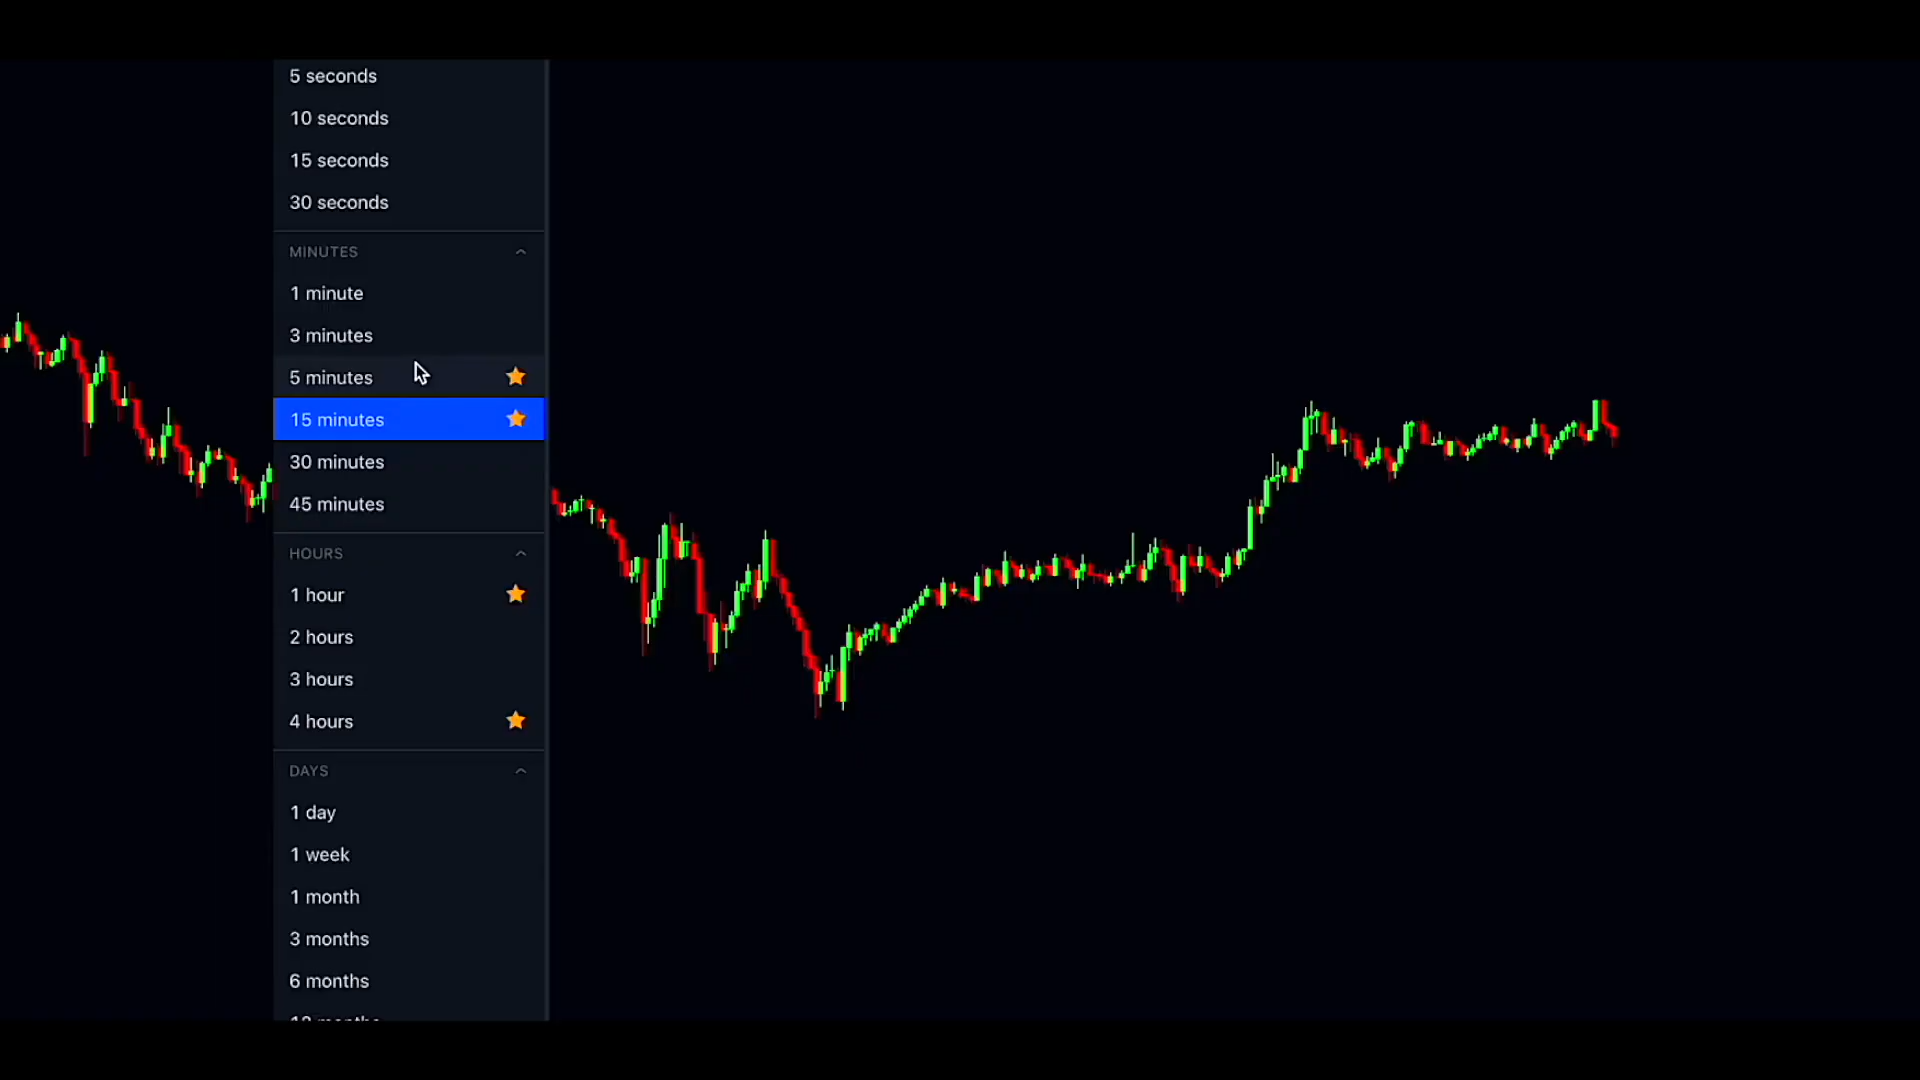 5 seconds
10 seconds
15 seconds
30 seconds
MINUTES
1 minute
3 minutes
5 minutes
15 minutes
30 minutes
45 minutes
HOURS
1 hour
2 hours
3 hours
4 hours
DAYS
1 day
1 week
1 month
3 months
6 months